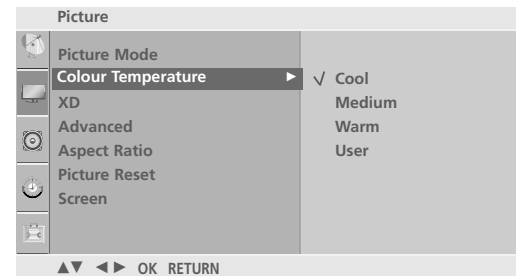 Picture
Picture Mode
Colour Temperature ► √ Cool
XD Medium
Advanced Warm
Aspect Ratio User
Picture Reset
Screen
▲▼ ◄► OK RETURN